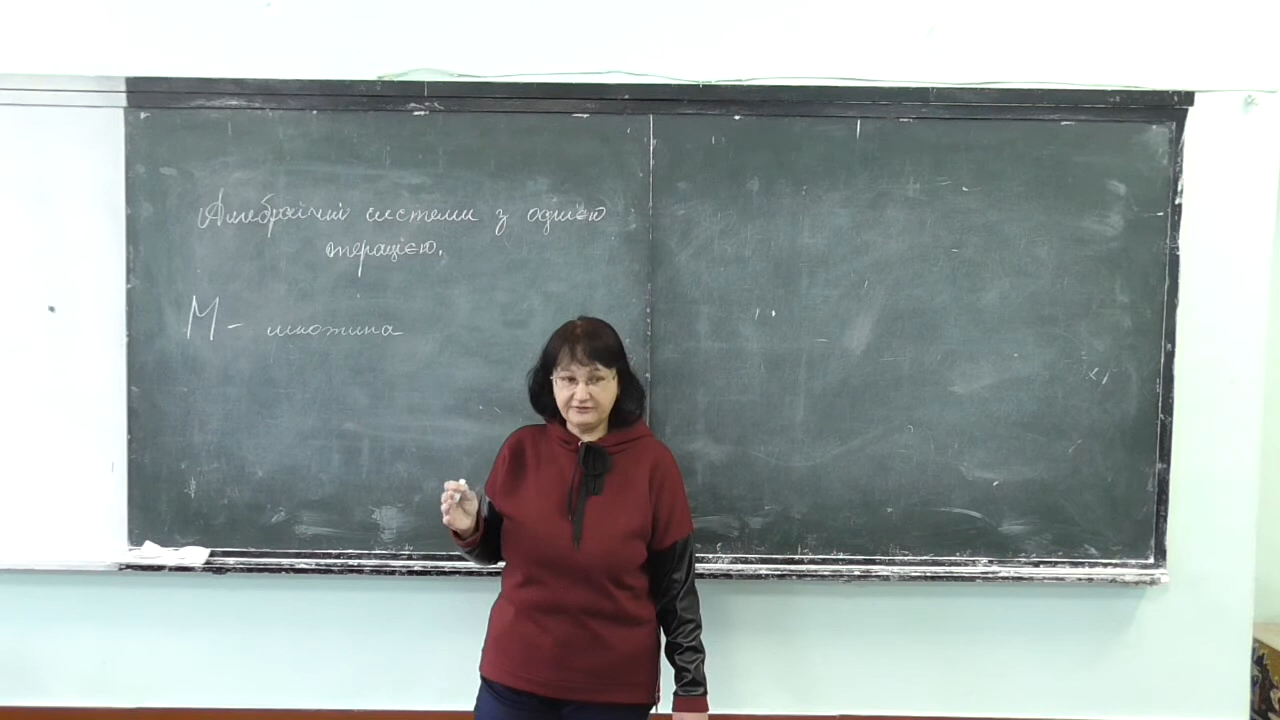 Алгебраїчні системи з однією
операцією.
M - множина